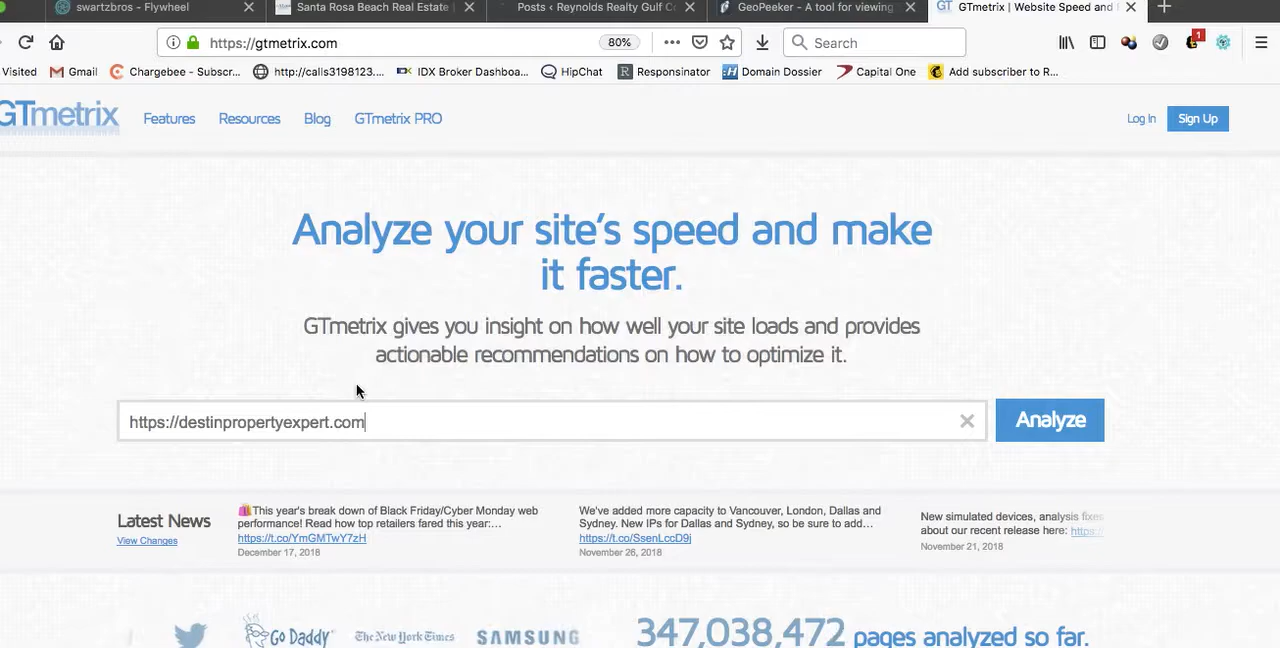 swartzbros - Flywheel
Santa Rosa Beach Real Estate |
Posts ‹ Reynolds Realty Gulf Co
GeoPeeker - A tool for viewing
GT GTmetrix | Website Speed and
https://gtmetrix.com
80%
Search
1
Visited
Gmail
Chargebee - Subscr...
http://calls3198123....
IDX Broker Dashboa...
HipChat
R Responsinator
Domain Dossier
Capital One
Add subscriber to R...
GTmetrix
Features
Resources
Blog
GTmetrix PRO
Log In
Sign Up
Analyze your site's speed and make
it faster.
GTmetrix gives you insight on how well your site loads and provides
actionable recommendations on how to optimize it.
https://destinpropertyexpert.com
Analyze
Latest News
View Changes
🛍️This year's break down of Black Friday/Cyber Monday web
performance! Read how top retailers fared this year:...
https://t.co/YmGMTwY7zH
December 17, 2018
We've added more capacity to Vancouver, London, Dallas and
Sydney. New IPs for Dallas and Sydney, so be sure to add...
https://t.co/SsenLccD9j
November 26, 2018
New simulated devices, analysis fixes
about our recent release here: https:/
November 21, 2018
Go Daddy
The New York Times
SAMSUNG
347,038,472 pages analyzed so far.